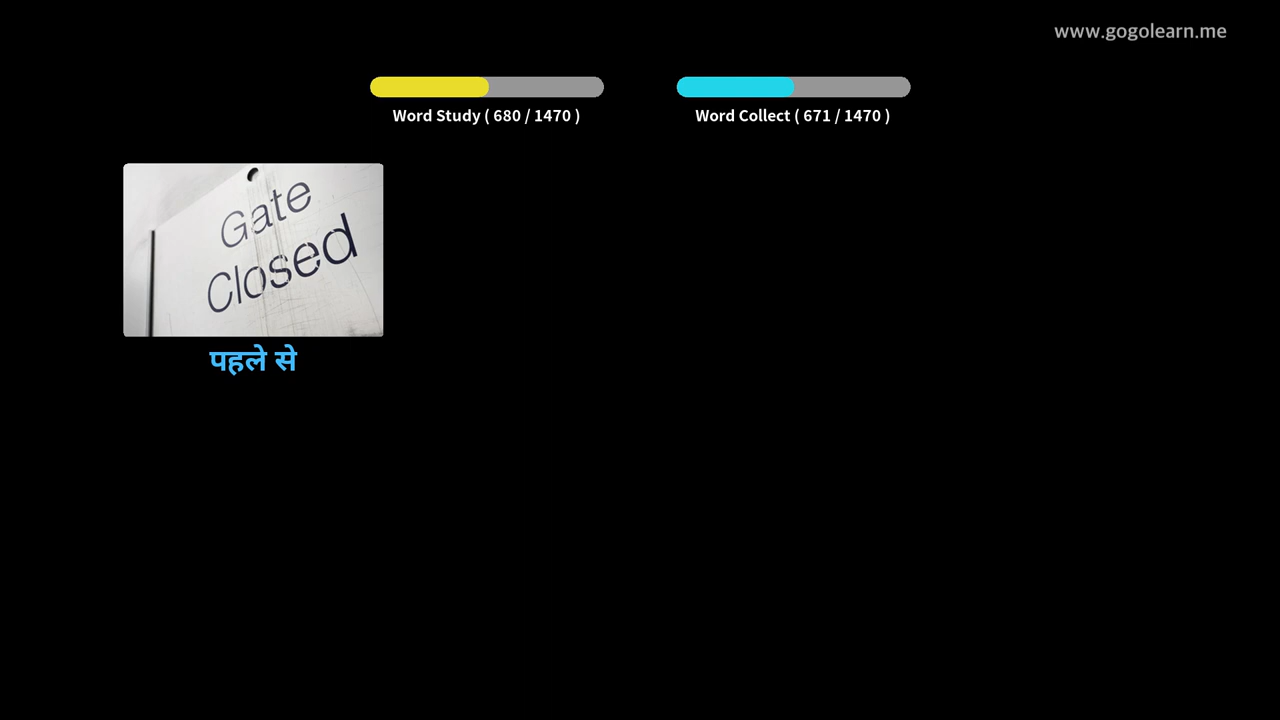 www.gogolearn.me
Word Study ( 680 / 1470 )
Word Collect ( 671 / 1470 )
Gate
Closed
पहले से